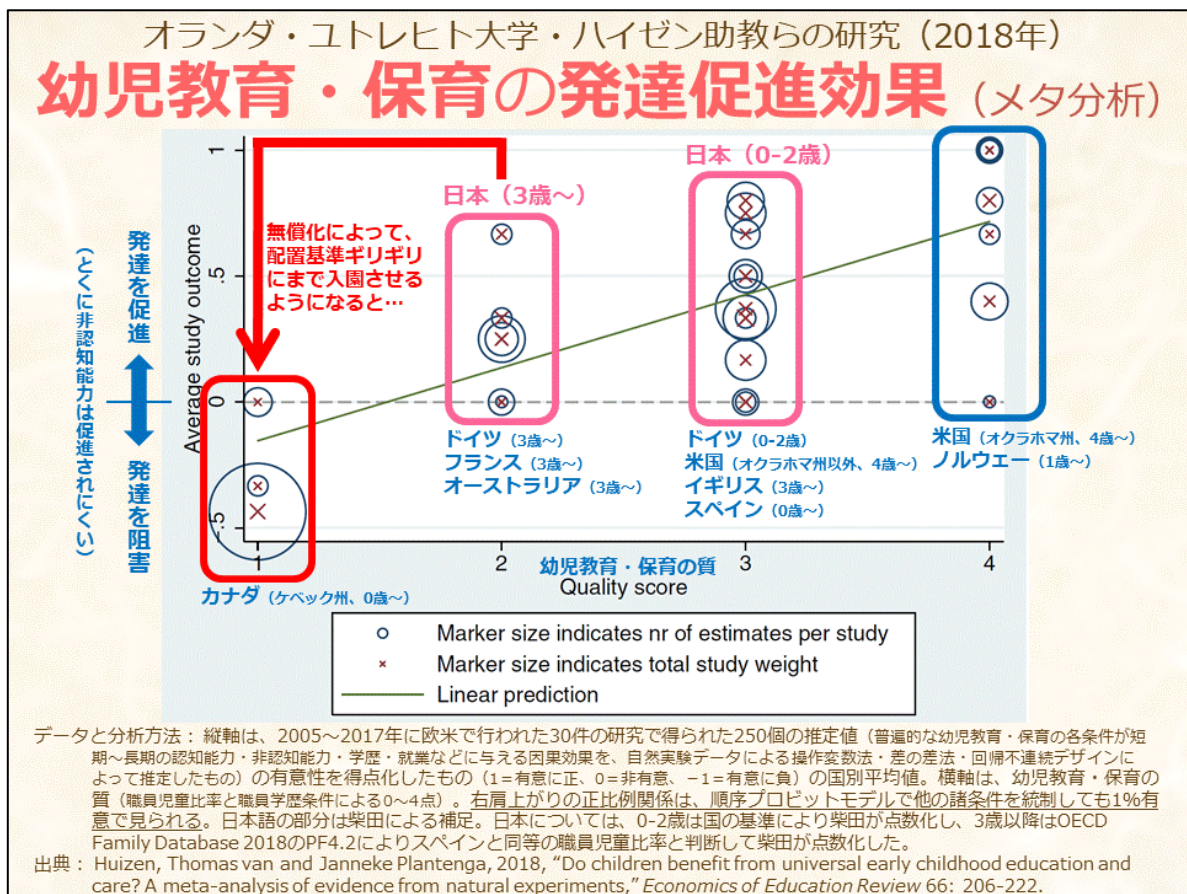 オランダ・ユトレヒト大学・ハイゼン助教らの研究（2018年）
幼児教育・保育の発達促進効果（メタ分析）
発達を促進
発達を阻害
（とくに非認知能力は促進されにくい）
Average study outcome
1
.5
0
-.5
無償化によって、
配置基準ギリギリ
にまで入園させる
ようになると…
日本（3歳～）
日本（0-2歳）
カナダ（ケベック州、0歳～）
ドイツ（3歳～）
フランス（3歳～）
オーストラリア（3歳～）
ドイツ（0-2歳）
米国（オクラホマ州以外、4歳～）
イギリス（3歳～）
スペイン（0歳～）
米国（オクラホマ州、4歳～）
ノルウェー（1歳～）
1
2
3
4
幼児教育・保育の質
Quality score
Marker size indicates nr of estimates per study
Marker size indicates total study weight
Linear prediction
データと分析方法： 縦軸は、2005～2017年に欧米で行われた30件の研究で得られた250個の推定値（普遍的な幼児教育・保育の各条件が短
期～長期の認知能力・非認知能力・学歴・就業などに与える因果効果を、自然実験データによる操作変数法・差の差法・回帰不連続デザインに
よって推定したもの）の有意性を得点化したもの（1＝有意に正、0＝非有意、－1＝有意に負）の国別平均値。横軸は、幼児教育・保育の
質（職員児童比率と職員学歴条件による0～4点）。右肩上がりの正比例関係は、順序プロビットモデルで他の諸条件を統制しても1%有
意で見られる。日本語の部分は柴田による補足。日本については、0-2歳は国の基準により柴田が点数化し、3歳以降はOECD
Family Database 2018のPF4.2によりスペインと同等の職員児童比率と判断して柴田が点数化した。
出典： Huizen, Thomas van and Janneke Plantenga, 2018, “Do children benefit from universal early childhood education and
care? A meta-analysis of evidence from natural experiments,” Economics of Education Review 66: 206–222.